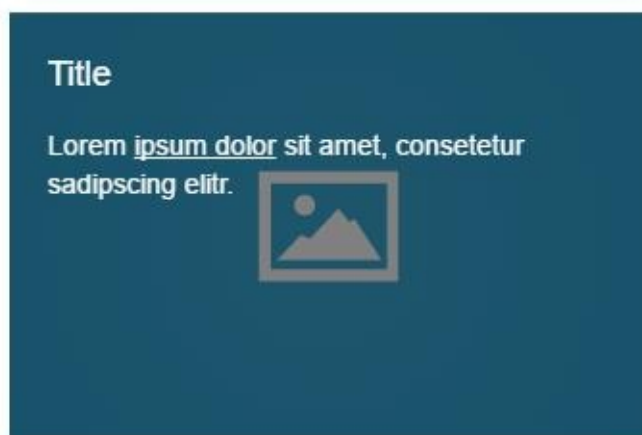 Title
Lorem ipsum dolor sit amet, consetetur
sadipscing elitr.